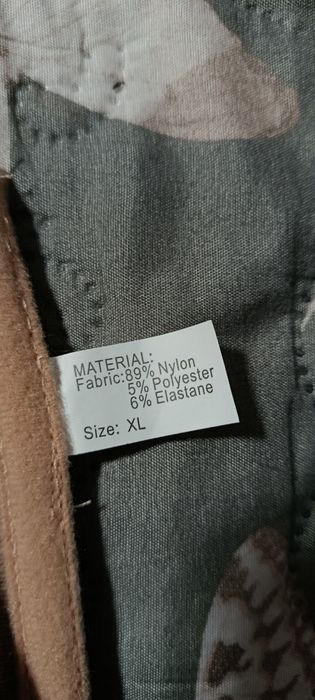 MATERIAL:
Fabric:89% Nylon
5% Polyester
6% Elastane
Size: XL